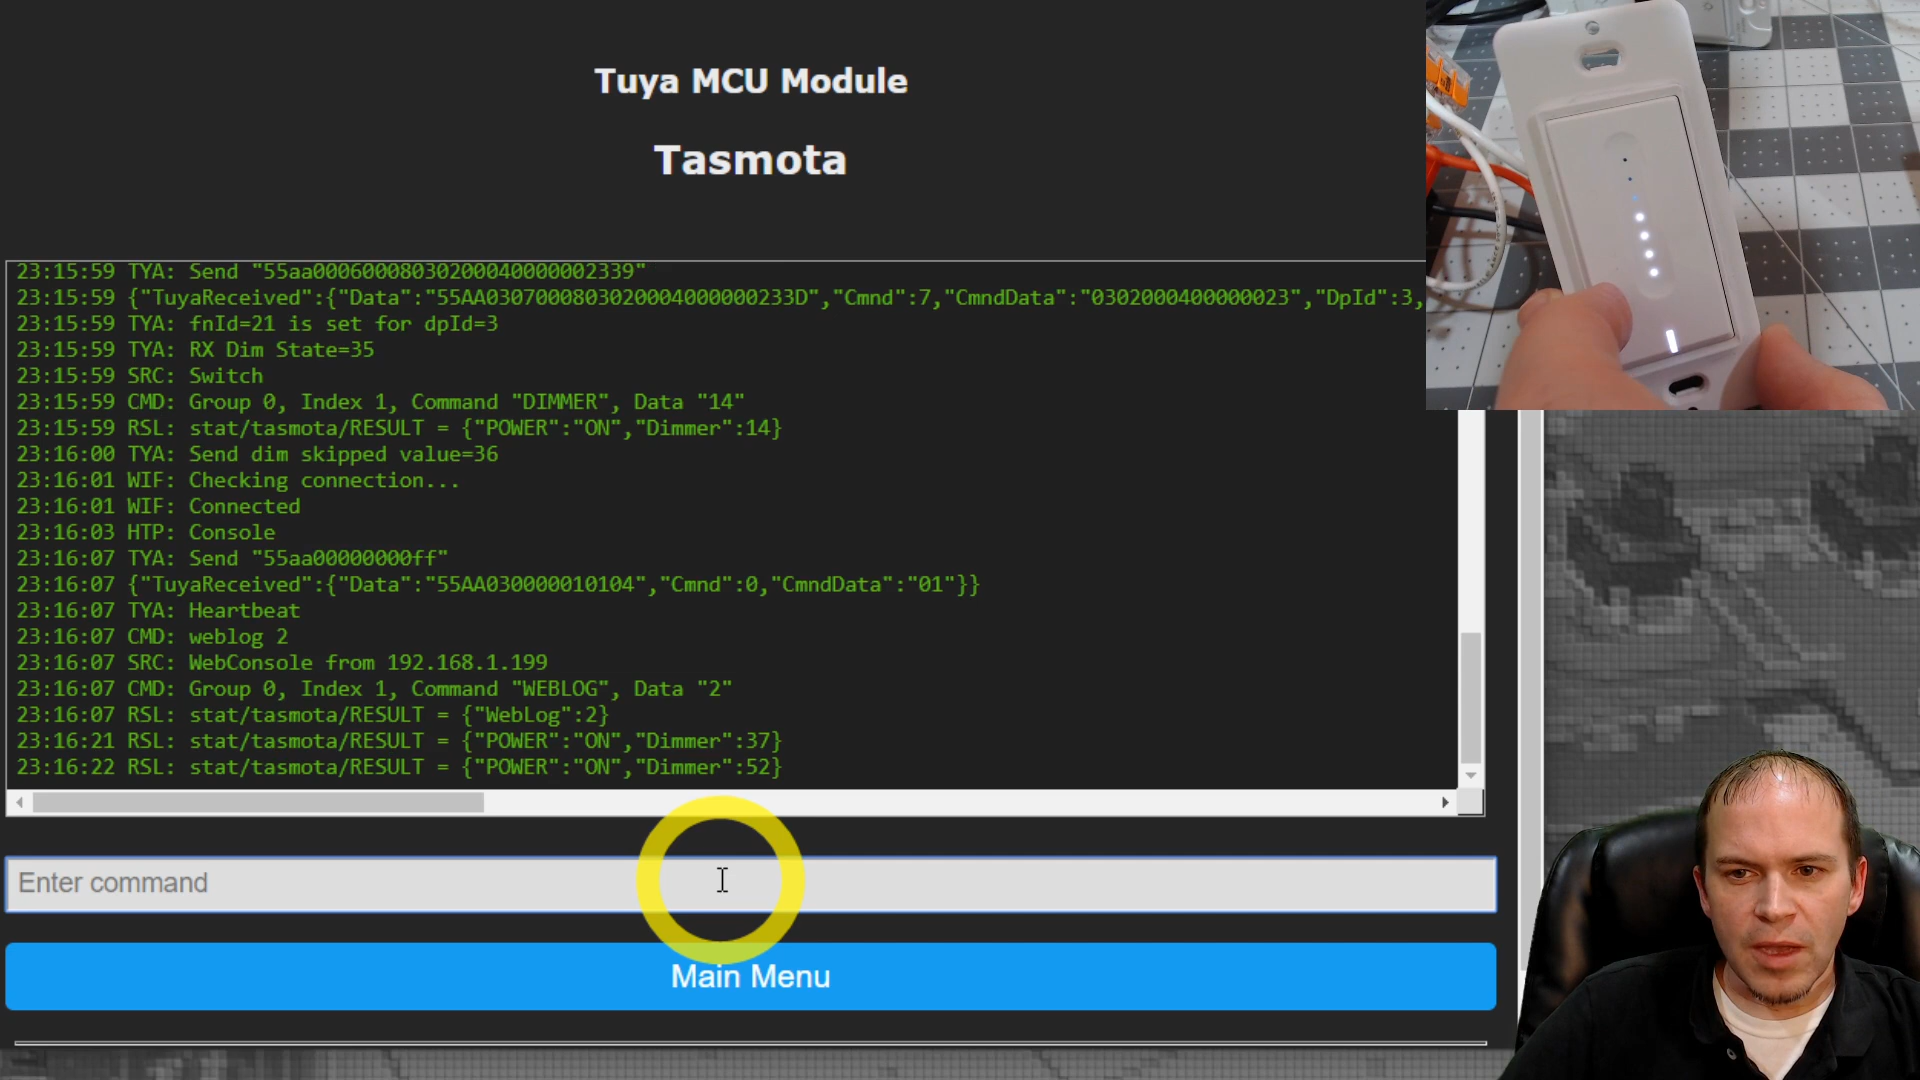 Tuya MCU Module
Tasmota
23:15:59 TYA: Send "55aa000600080302000400000002339"
23:15:59 {"TuyaReceived":{"Data":"55AA03070008030200040000000233D","Cmnd":7,"CmndData":"0302000400000023","DpId":3,
23:15:59 TYA: fnId=21 is set for dpId=3
23:15:59 TYA: RX Dim State=35
23:15:59 SRC: Switch
23:15:59 CMD: Group 0, Index 1, Command "DIMMER", Data "14"
23:15:59 RSL: stat/tasmota/RESULT = {"POWER":"ON","Dimmer":14}
23:16:00 TYA: Send dim skipped value=36
23:16:01 WIF: Checking connection...
23:16:01 WIF: Connected
23:16:03 HTP: Console
23:16:07 TYA: Send "55aa00000000ff"
23:16:07 {"TuyaReceived":{"Data":"55AA030000010104","Cmnd":0,"CmndData":"01"}}
23:16:07 TYA: Heartbeat
23:16:07 CMD: weblog 2
23:16:07 SRC: WebConsole from 192.168.1.199
23:16:07 CMD: Group 0, Index 1, Command "WEBLOG", Data "2"
23:16:07 RSL: stat/tasmota/RESULT = {"WebLog":2}
23:16:21 RSL: stat/tasmota/RESULT = {"POWER":"ON","Dimmer":37}
23:16:22 RSL: stat/tasmota/RESULT = {"POWER":"ON","Dimmer":52}
Enter command
Main Menu